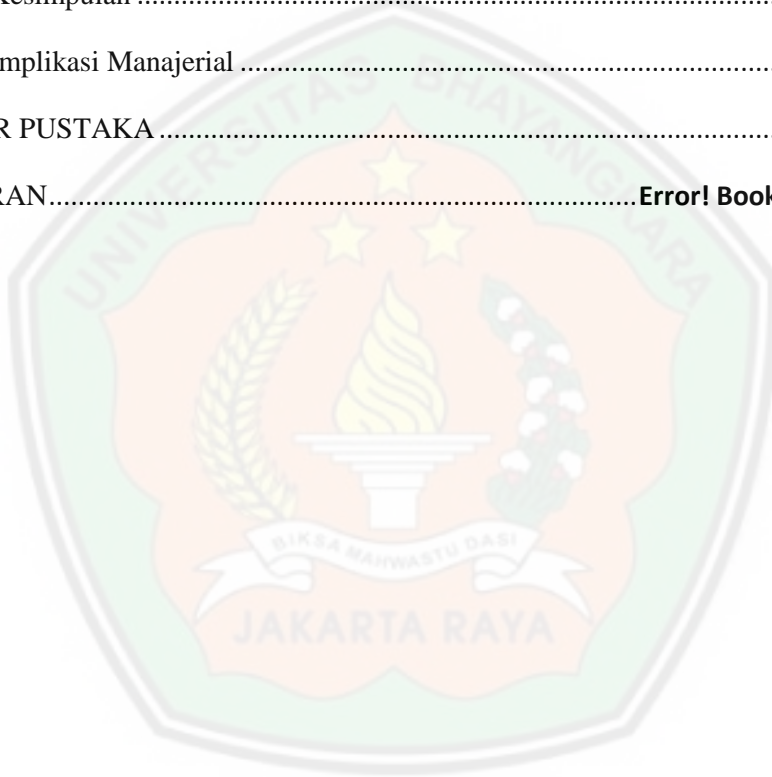 Kesimpulan ................................................................................
mplikasi Manajerial ........................................................................
R PUSTAKA ...................................................................................
RAN................................................................................Error! Book
UNIVERSITAS BHAYANGKARA
BIKSA MAHWASTU DASI
JAKARTA RAYA